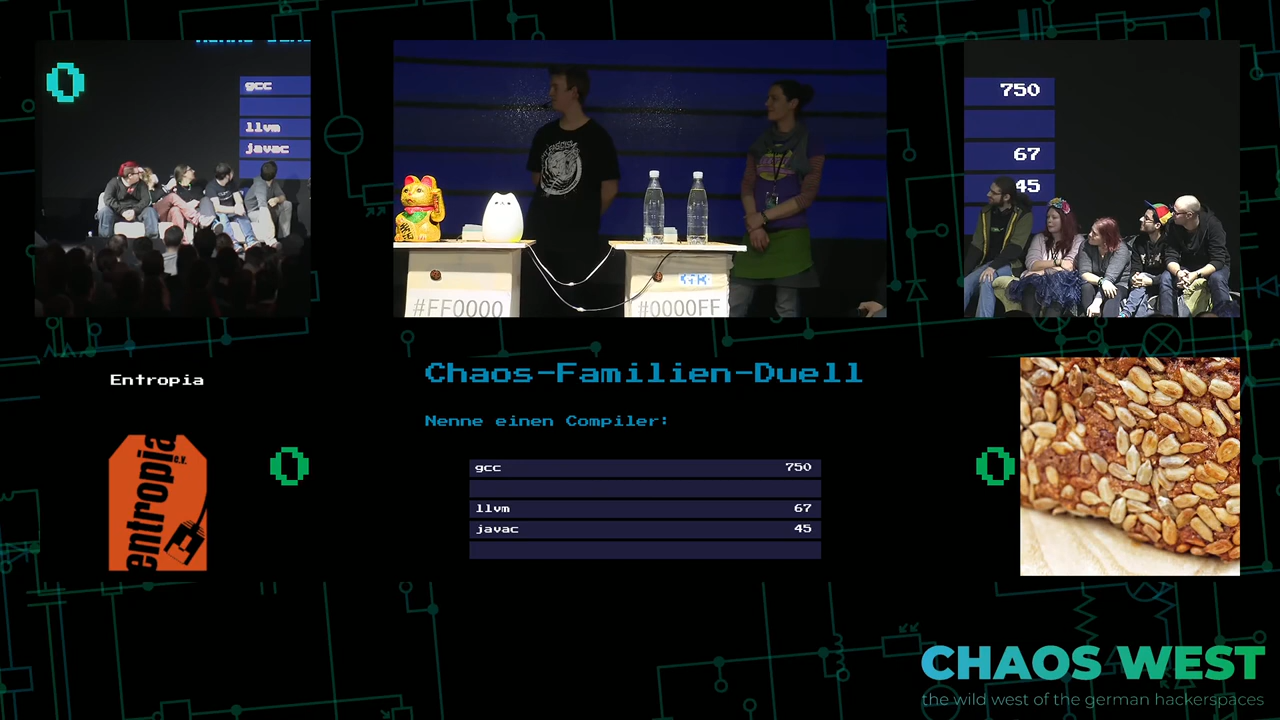 gcc
llvm
javac
#FF0000
#0000FF
750
67
45
Entropia
entropia
e.V.
Chaos-Familien-Duell
Nenne einen Compiler:
gcc 750
llvm 67
javac 45
CHAOS WEST
the wild west of the german hackerspaces